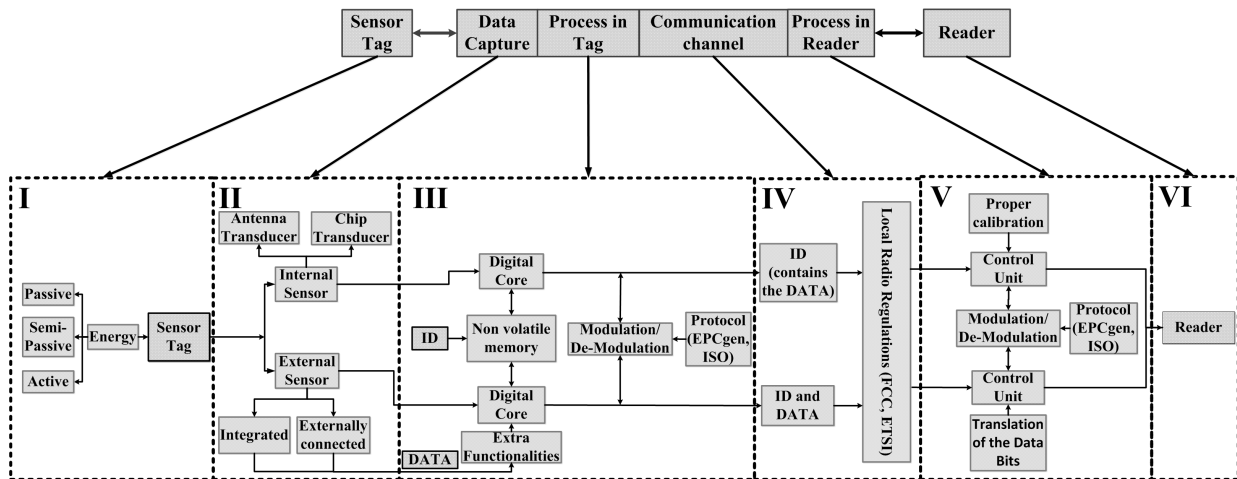 Sensor
Tag
Data
Capture
Process in
Tag
Communication
channel
Process in
Reader
Reader
I
Passive
Semi-
Passive
Active
Energy
Sensor
Tag
II
Antenna
Transducer
Chip
Transducer
Internal
Sensor
External
Sensor
Integrated
Externally
connected
III
Digital
Core
ID
Non volatile
memory
Modulation/
De-Modulation
Protocol
(EPCgen,
ISO)
Digital
Core
DATA
Extra
Functionalities
IV
ID
(contains
the DATA)
ID and
DATA
Local Radio Regulations (FCC, ETSI)
V
Proper
calibration
Control
Unit
Modulation/
De-Modulation
Protocol
(EPCgen,
ISO)
Control
Unit
Translation
of the Data
Bits
VI
Reader